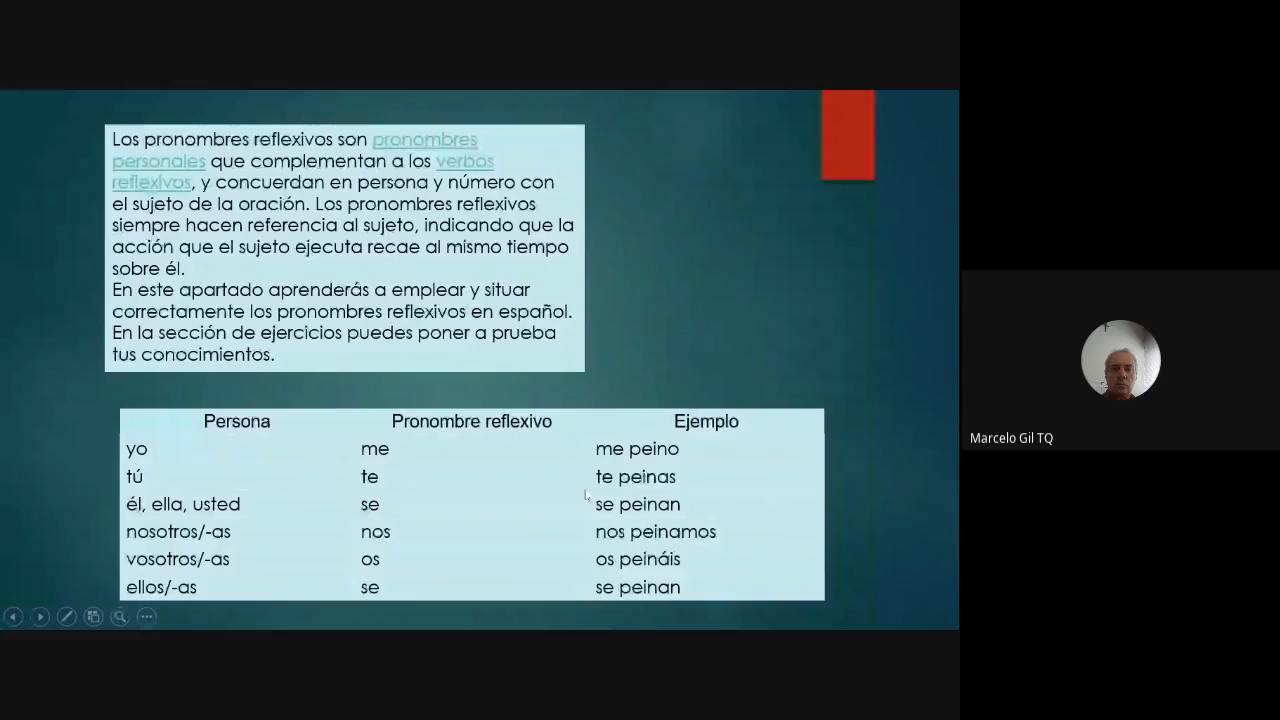 Los pronombres reflexivos son pronombres
personales que complementan a los verbos
reflexivos, y concuerdan en persona y número con
el sujeto de la oración. Los pronombres reflexivos
siempre hacen referencia al sujeto, indicando que la
acción que el sujeto ejecuta recae al mismo tiempo
sobre él.
En este apartado aprenderás a emplear y situar
correctamente los pronombres reflexivos en español.
En la sección de ejercicios puedes poner a prueba
tus conocimientos.
Persona Pronombre reflexivo Ejemplo
yo me me peino
tú te te peinas
él, ella, usted se se peinan
nosotros/-as nos nos peinamos
vosotros/-as os os peináis
ellos/-as se se peinan
Marcelo Gil TQ